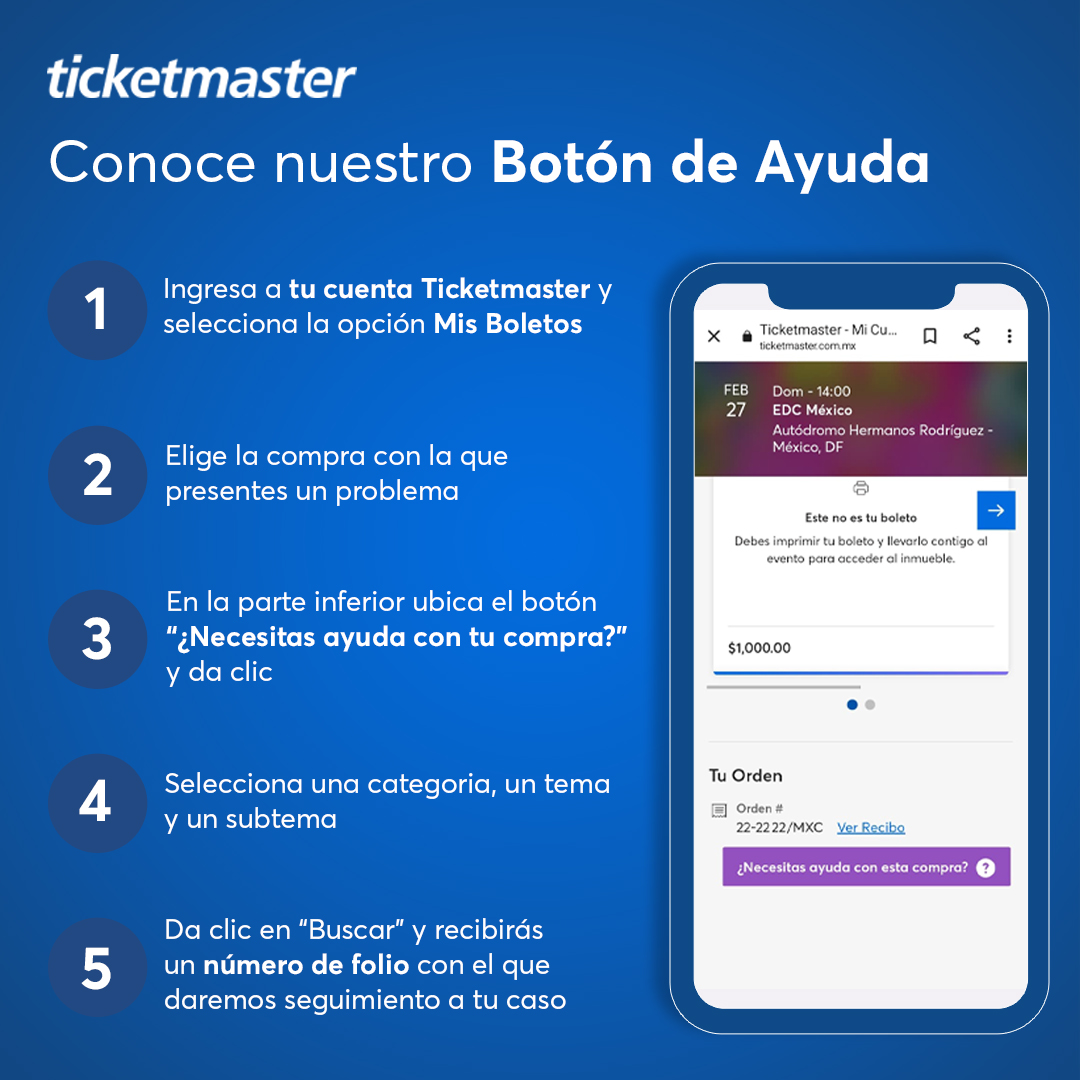 ticketmaster
Conoce nuestro Botón de Ayuda
1
Ingresa a tu cuenta Ticketmaster y
selecciona la opción Mis Boletos
2
Elige la compra con la que
presentes un problema
3
En la parte inferior ubica el botón
“¿Necesitas ayuda con tu compra?”
y da clic
4
Selecciona una categoria, un tema
y un subtema
5
Da clic en “Buscar” y recibirás
un número de folio con el que
daremos seguimiento a tu caso
Ticketmaster - Mi Cu...
ticketmaster.com.mx
FEB
27
Dom - 14:00
EDC México
Autódromo Hermanos Rodríguez -
México, DF
Este no es tu boleto
Debes imprimir tu boleto y llevarlo contigo al
evento para acceder al inmueble.
$1,000.00
Tu Orden
Orden #
22-2222/MXC Ver Recibo
¿Necesitas ayuda con esta compra? ?